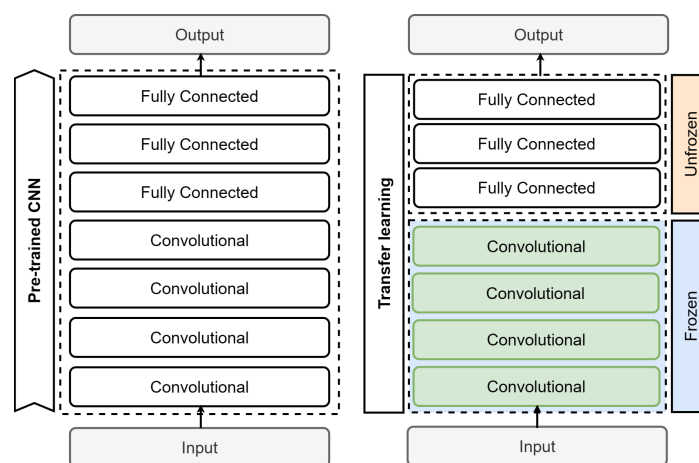 Output
Pre-trained CNN
Fully Connected
Fully Connected
Fully Connected
Convolutional
Convolutional
Convolutional
Convolutional
Input
Output
Transfer learning
Fully Connected
Fully Connected
Fully Connected
Unfrozen
Convolutional
Convolutional
Convolutional
Convolutional
Frozen
Input